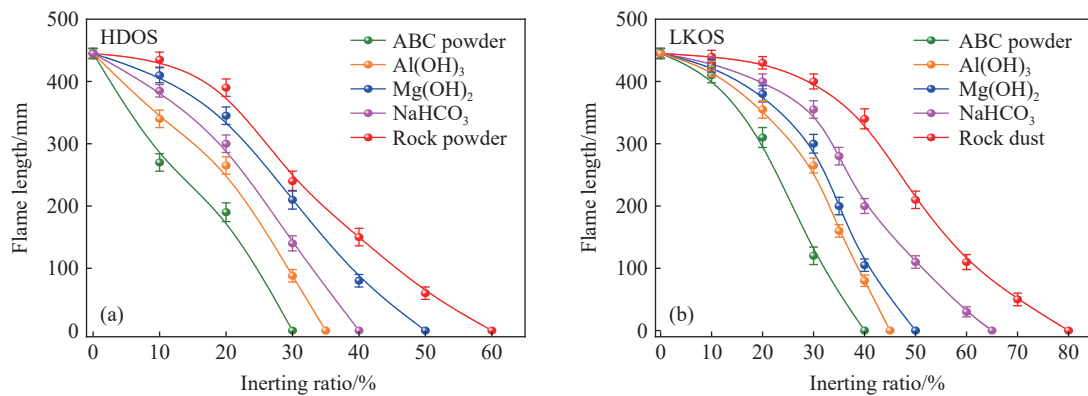 (a)
500
400
300
200
100
0
Flame length/mm
HDOS
ABC powder
Al(OH)₃
Mg(OH)₂
NaHCO₃
Rock powder
(a)
0 10 20 30 40 50 60
Inerting ratio/%
500
400
300
200
100
0
Flame length/mm
LKOS
ABC powder
Al(OH)₃
Mg(OH)₂
NaHCO₃
Rock dust
(b)
0 10 20 30 40 50 60 70 80
Inerting ratio/%